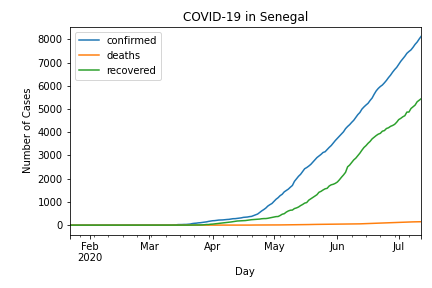 COVID-19 in Senegal
confirmed
deaths
recovered
Number of Cases
8000
7000
6000
5000
4000
3000
2000
1000
0
Feb
2020
Mar
Apr
May
Jun
Jul
Day